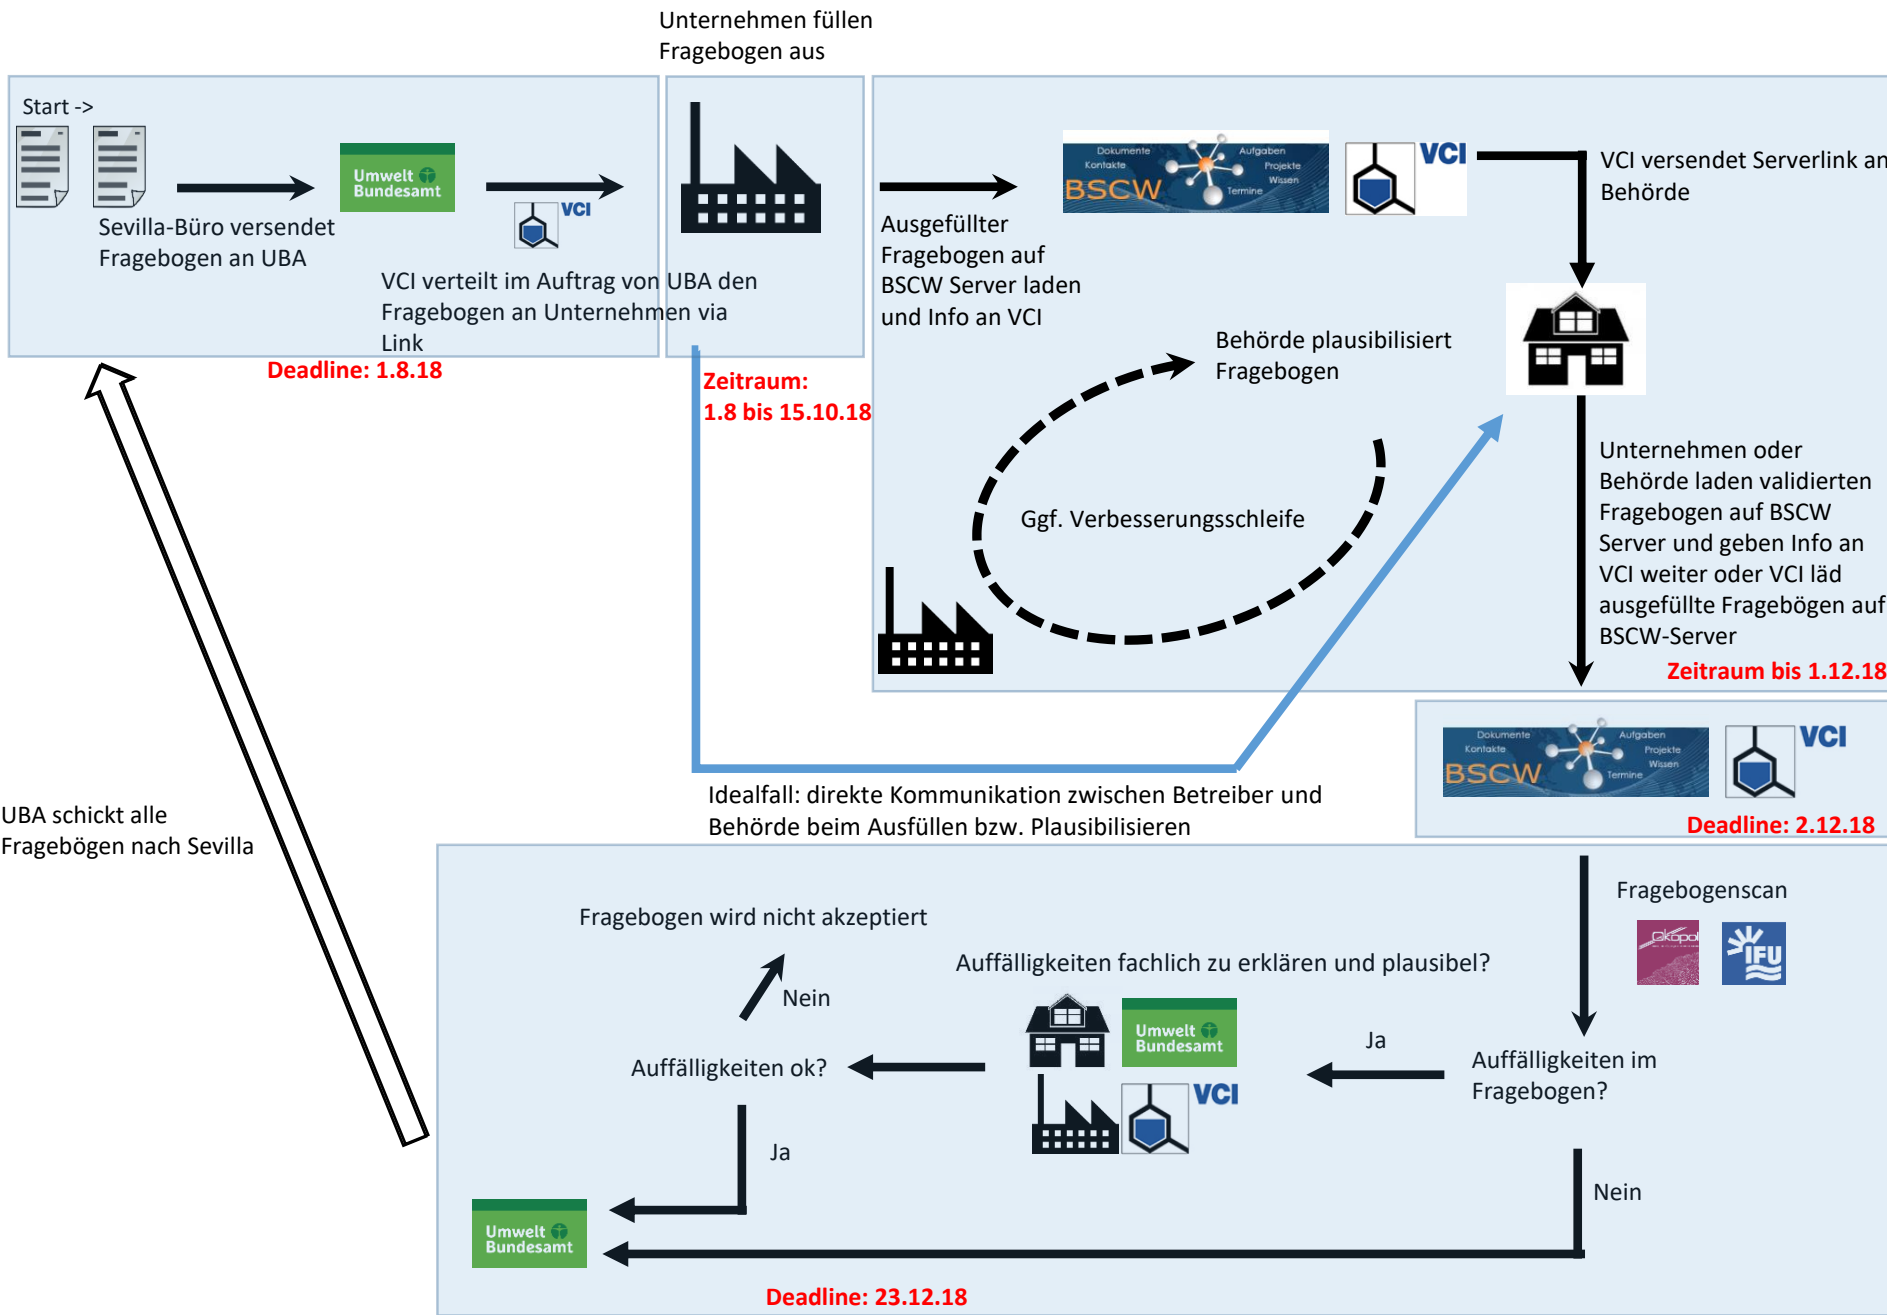 Unternehmen füllen
Fragebogen aus
Start ->
Umwelt
Bundesamt
VCI
Sevilla-Büro versendet
Fragebogen an UBA
VCI verteilt im Auftrag von UBA den
Fragebogen an Unternehmen via
Link
Deadline: 1.8.18
Zeitraum:
1.8 bis 15.10.18
Ausgefüllter
Fragebogen auf
BSCW Server laden
und Info an VCI
Dokumente
Kontakte
BSCW
Aufgaben
Projekte
Wissen
Termine
VCI
VCI versendet Serverlink an
Behörde
Behörde plausibilisiert
Fragebogen
Ggf. Verbesserungsschleife
Unternehmen oder
Behörde laden validierten
Fragebogen auf BSCW
Server und geben Info an
VCI weiter oder VCI läd
ausgefüllte Fragebögen auf
BSCW-Server
Zeitraum bis 1.12.18
Dokumente
Kontakte
BSCW
Aufgaben
Projekte
Wissen
Termine
VCI
Deadline: 2.12.18
Idealfall: direkte Kommunikation zwischen Betreiber und
Behörde beim Ausfüllen bzw. Plausibilisieren
UBA schickt alle
Fragebögen nach Sevilla
Fragebogenscan
Ökopol
IFU
Fragebogen wird nicht akzeptiert
Auffälligkeiten fachlich zu erklären und plausibel?
Nein
Umwelt
Bundesamt
VCI
Ja
Auffälligkeiten im
Fragebogen?
Auffälligkeiten ok?
Ja
Nein
Umwelt
Bundesamt
Deadline: 23.12.18